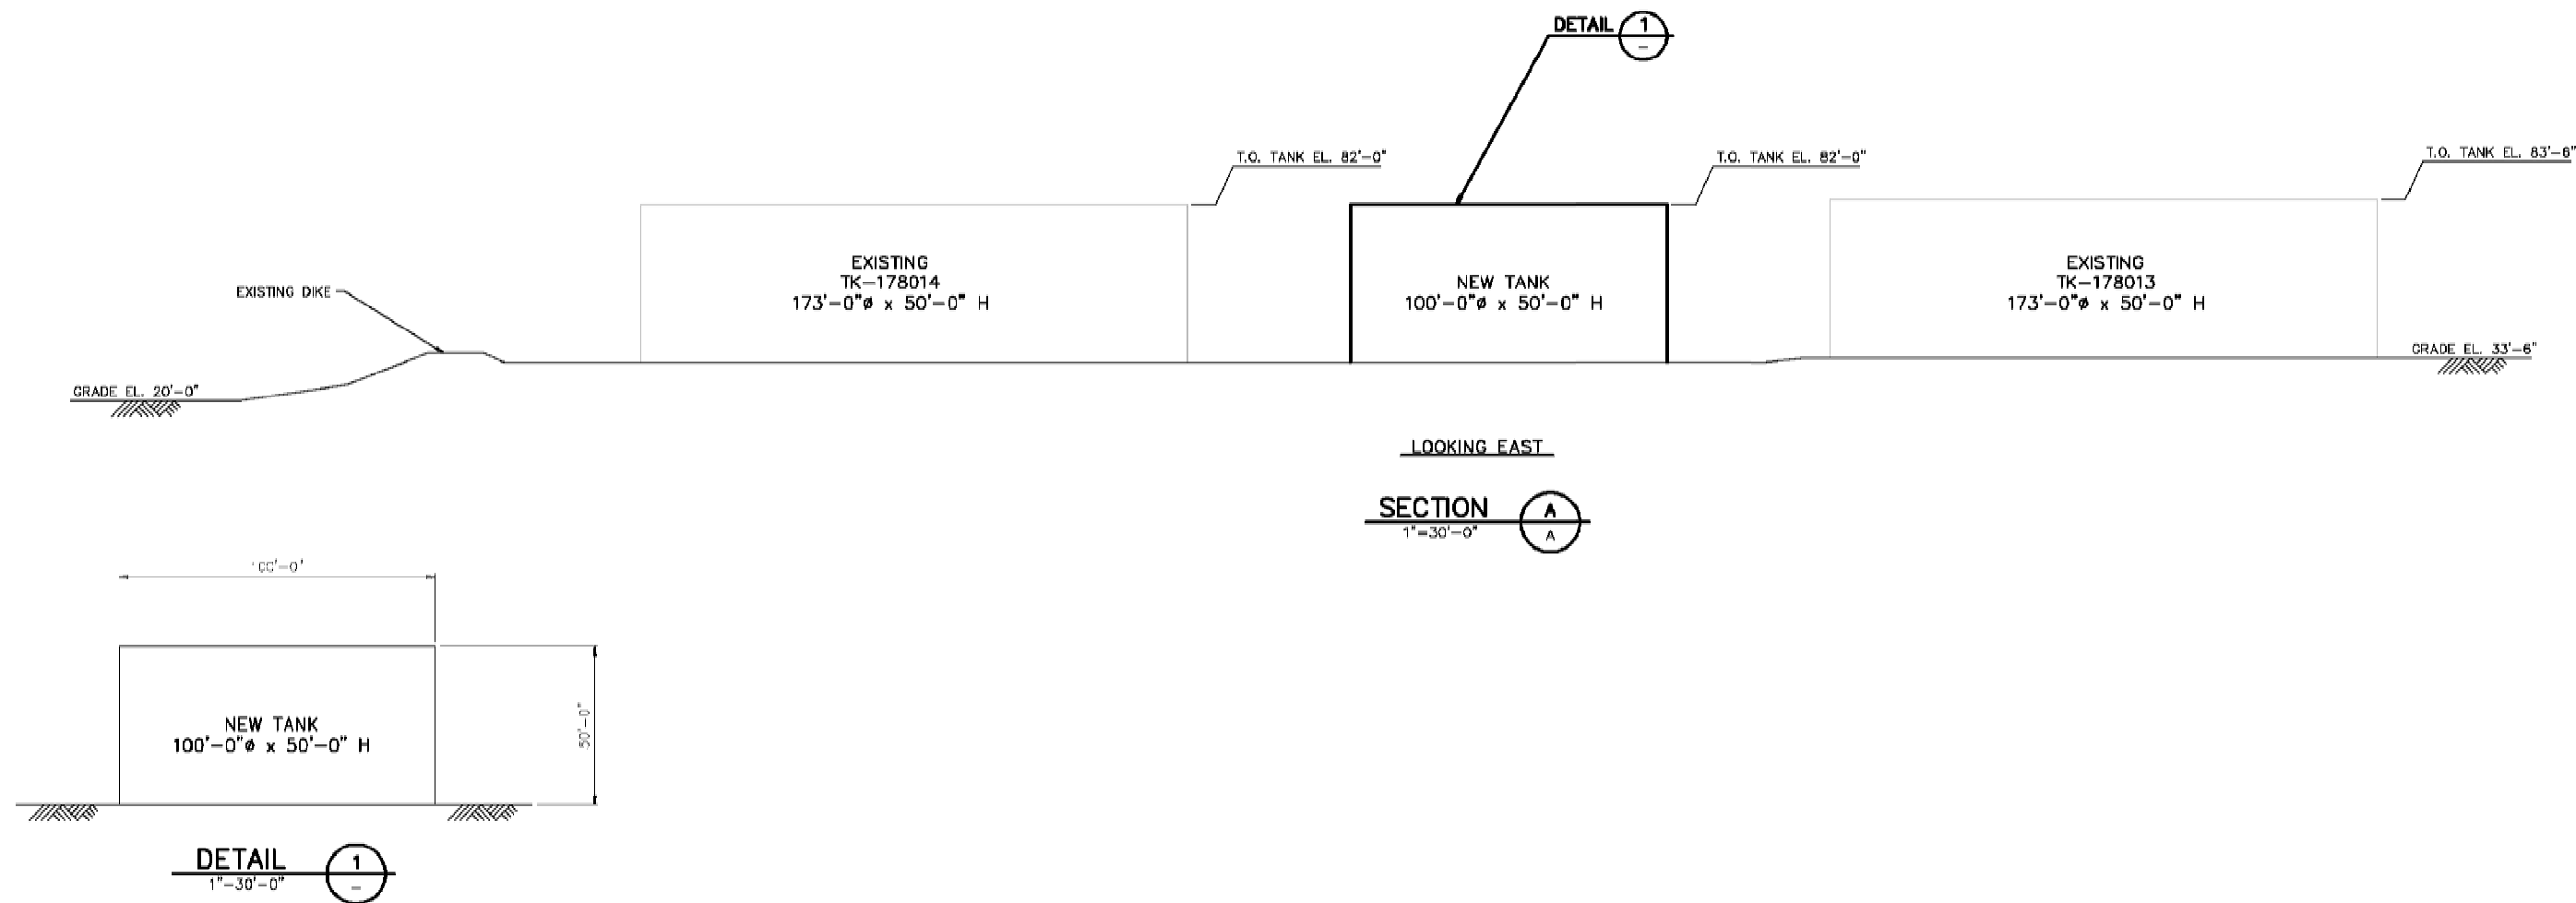 DETAIL 1
-
T.O. TANK EL. 82'-0"
T.O. TANK EL. 82'-0"
T.O. TANK EL. 83'-6"
EXISTING
TK-178014
173'-0"ø x 50'-0" H
NEW TANK
100'-0"ø x 50'-0" H
EXISTING
TK-178013
173'-0"ø x 50'-0" H
EXISTING DIKE
GRADE EL. 33'-6"
GRADE EL. 20'-0"
LOOKING EAST
SECTION A
1"=30'-0" A
100'-0"
NEW TANK
100'-0"ø x 50'-0" H
50'-0"
DETAIL 1
1"-30'-0" -